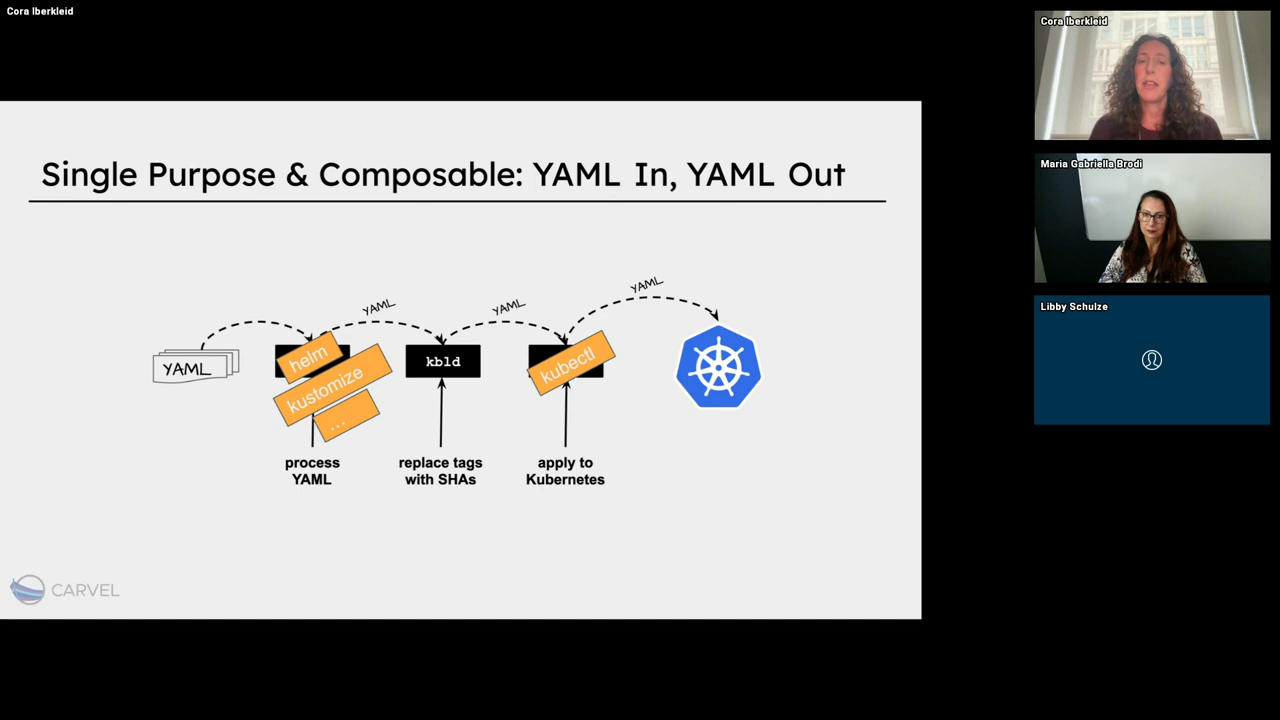 Cora Iberkleid
Cora Iberkleid
Maria Gabriella Brodi
Libby Schulze
Single Purpose & Composable: YAML In, YAML Out
YAML
YAML
YAML
YAML
helm
kustomize
...
kbld
kubectl
process
YAML
replace tags
with SHAs
apply to
Kubernetes
CARVEL